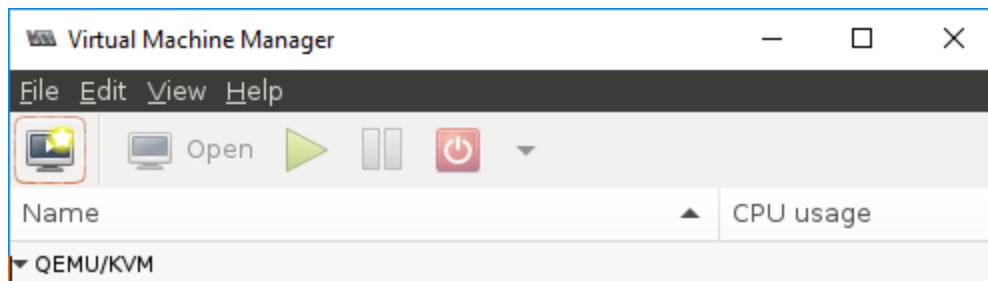 Virtual Machine Manager
File Edit View Help
Open
Name CPU usage
QEMU/KVM